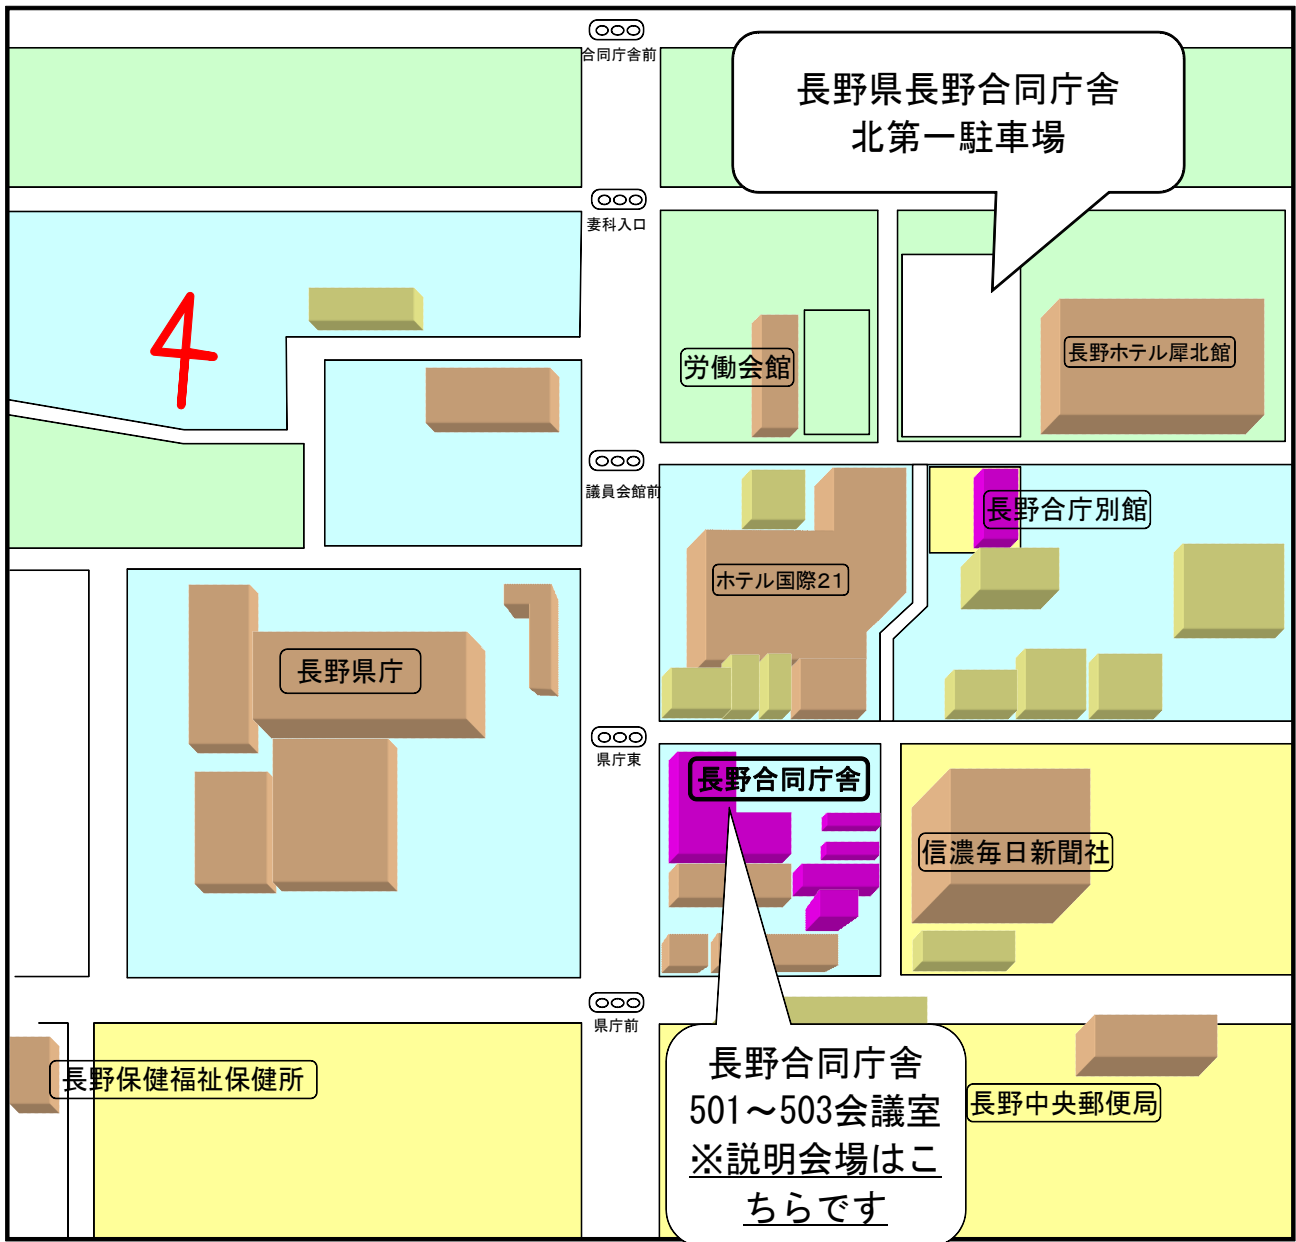 合同庁舎前
長野県長野合同庁舎
北第一駐車場
妻科入口
4
労働会館
長野ホテル犀北館
議員会館前
長野合庁別館
ホテル国際21
長野県庁
県庁東
長野合同庁舎
信濃毎日新聞社
県庁前
長野保健福祉保健所
長野合同庁舎
501～503会議室
※説明会場はこ
ちらです
長野中央郵便局